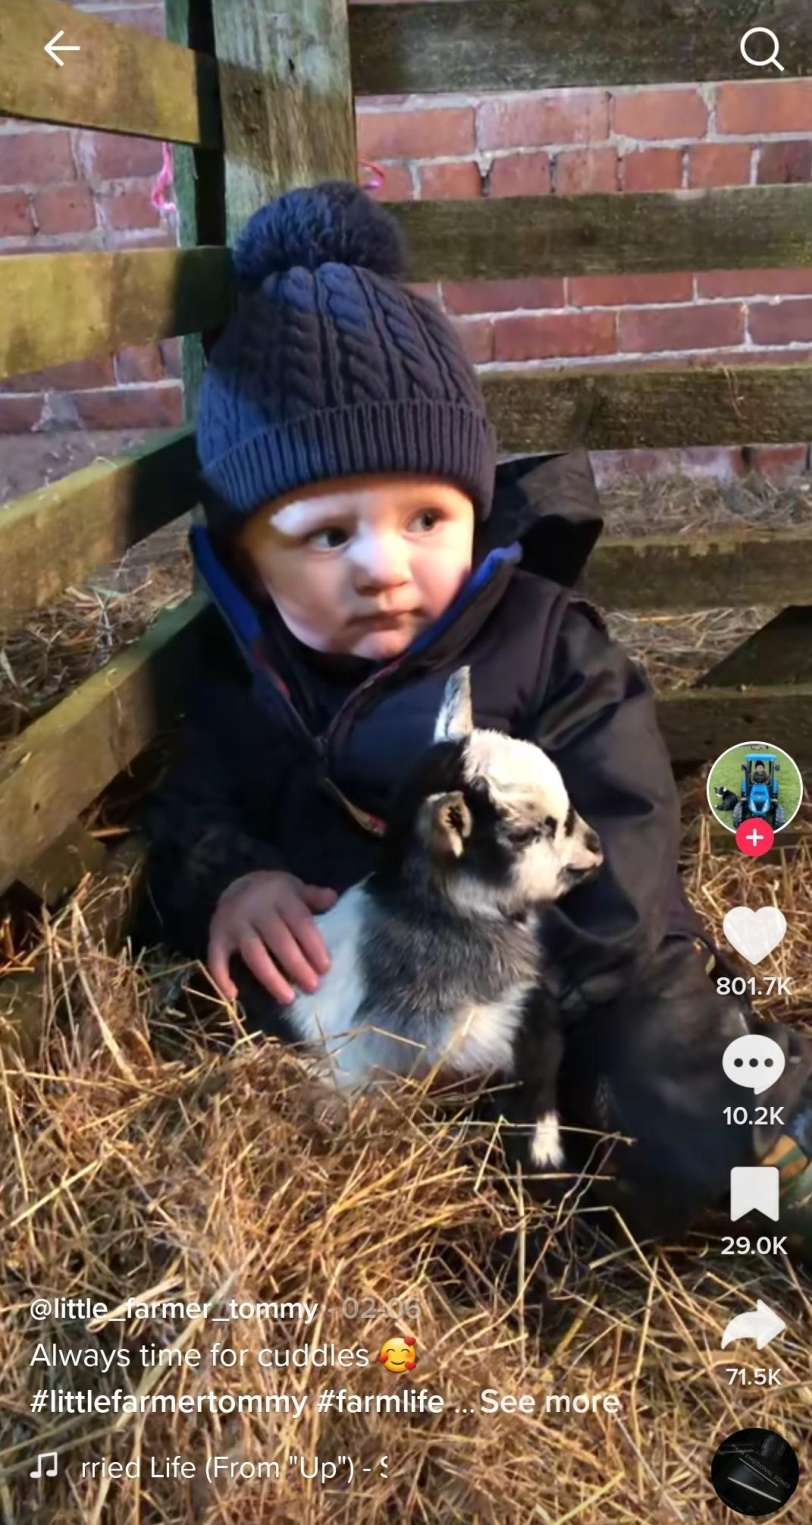 801.7K
10.2K
29.0K
71.5K
@little_farmer_tommy · 02-06
Always time for cuddles 🥰
#littlefarmertommy #farmlife ... See more
rried Life (From "Up") -